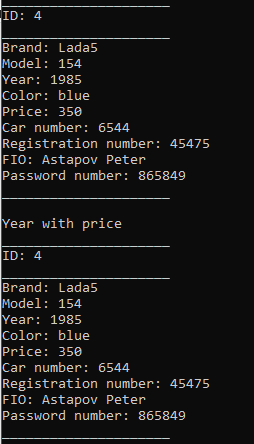 ID: 4
Brand: Lada5
Model: 154
Year: 1985
Color: blue
Price: 350
Car number: 6544
Registration number: 45475
FIO: Astapov Peter
Password number: 865849
Year with price
ID: 4
Brand: Lada5
Model: 154
Year: 1985
Color: blue
Price: 350
Car number: 6544
Registration number: 45475
FIO: Astapov Peter
Password number: 865849